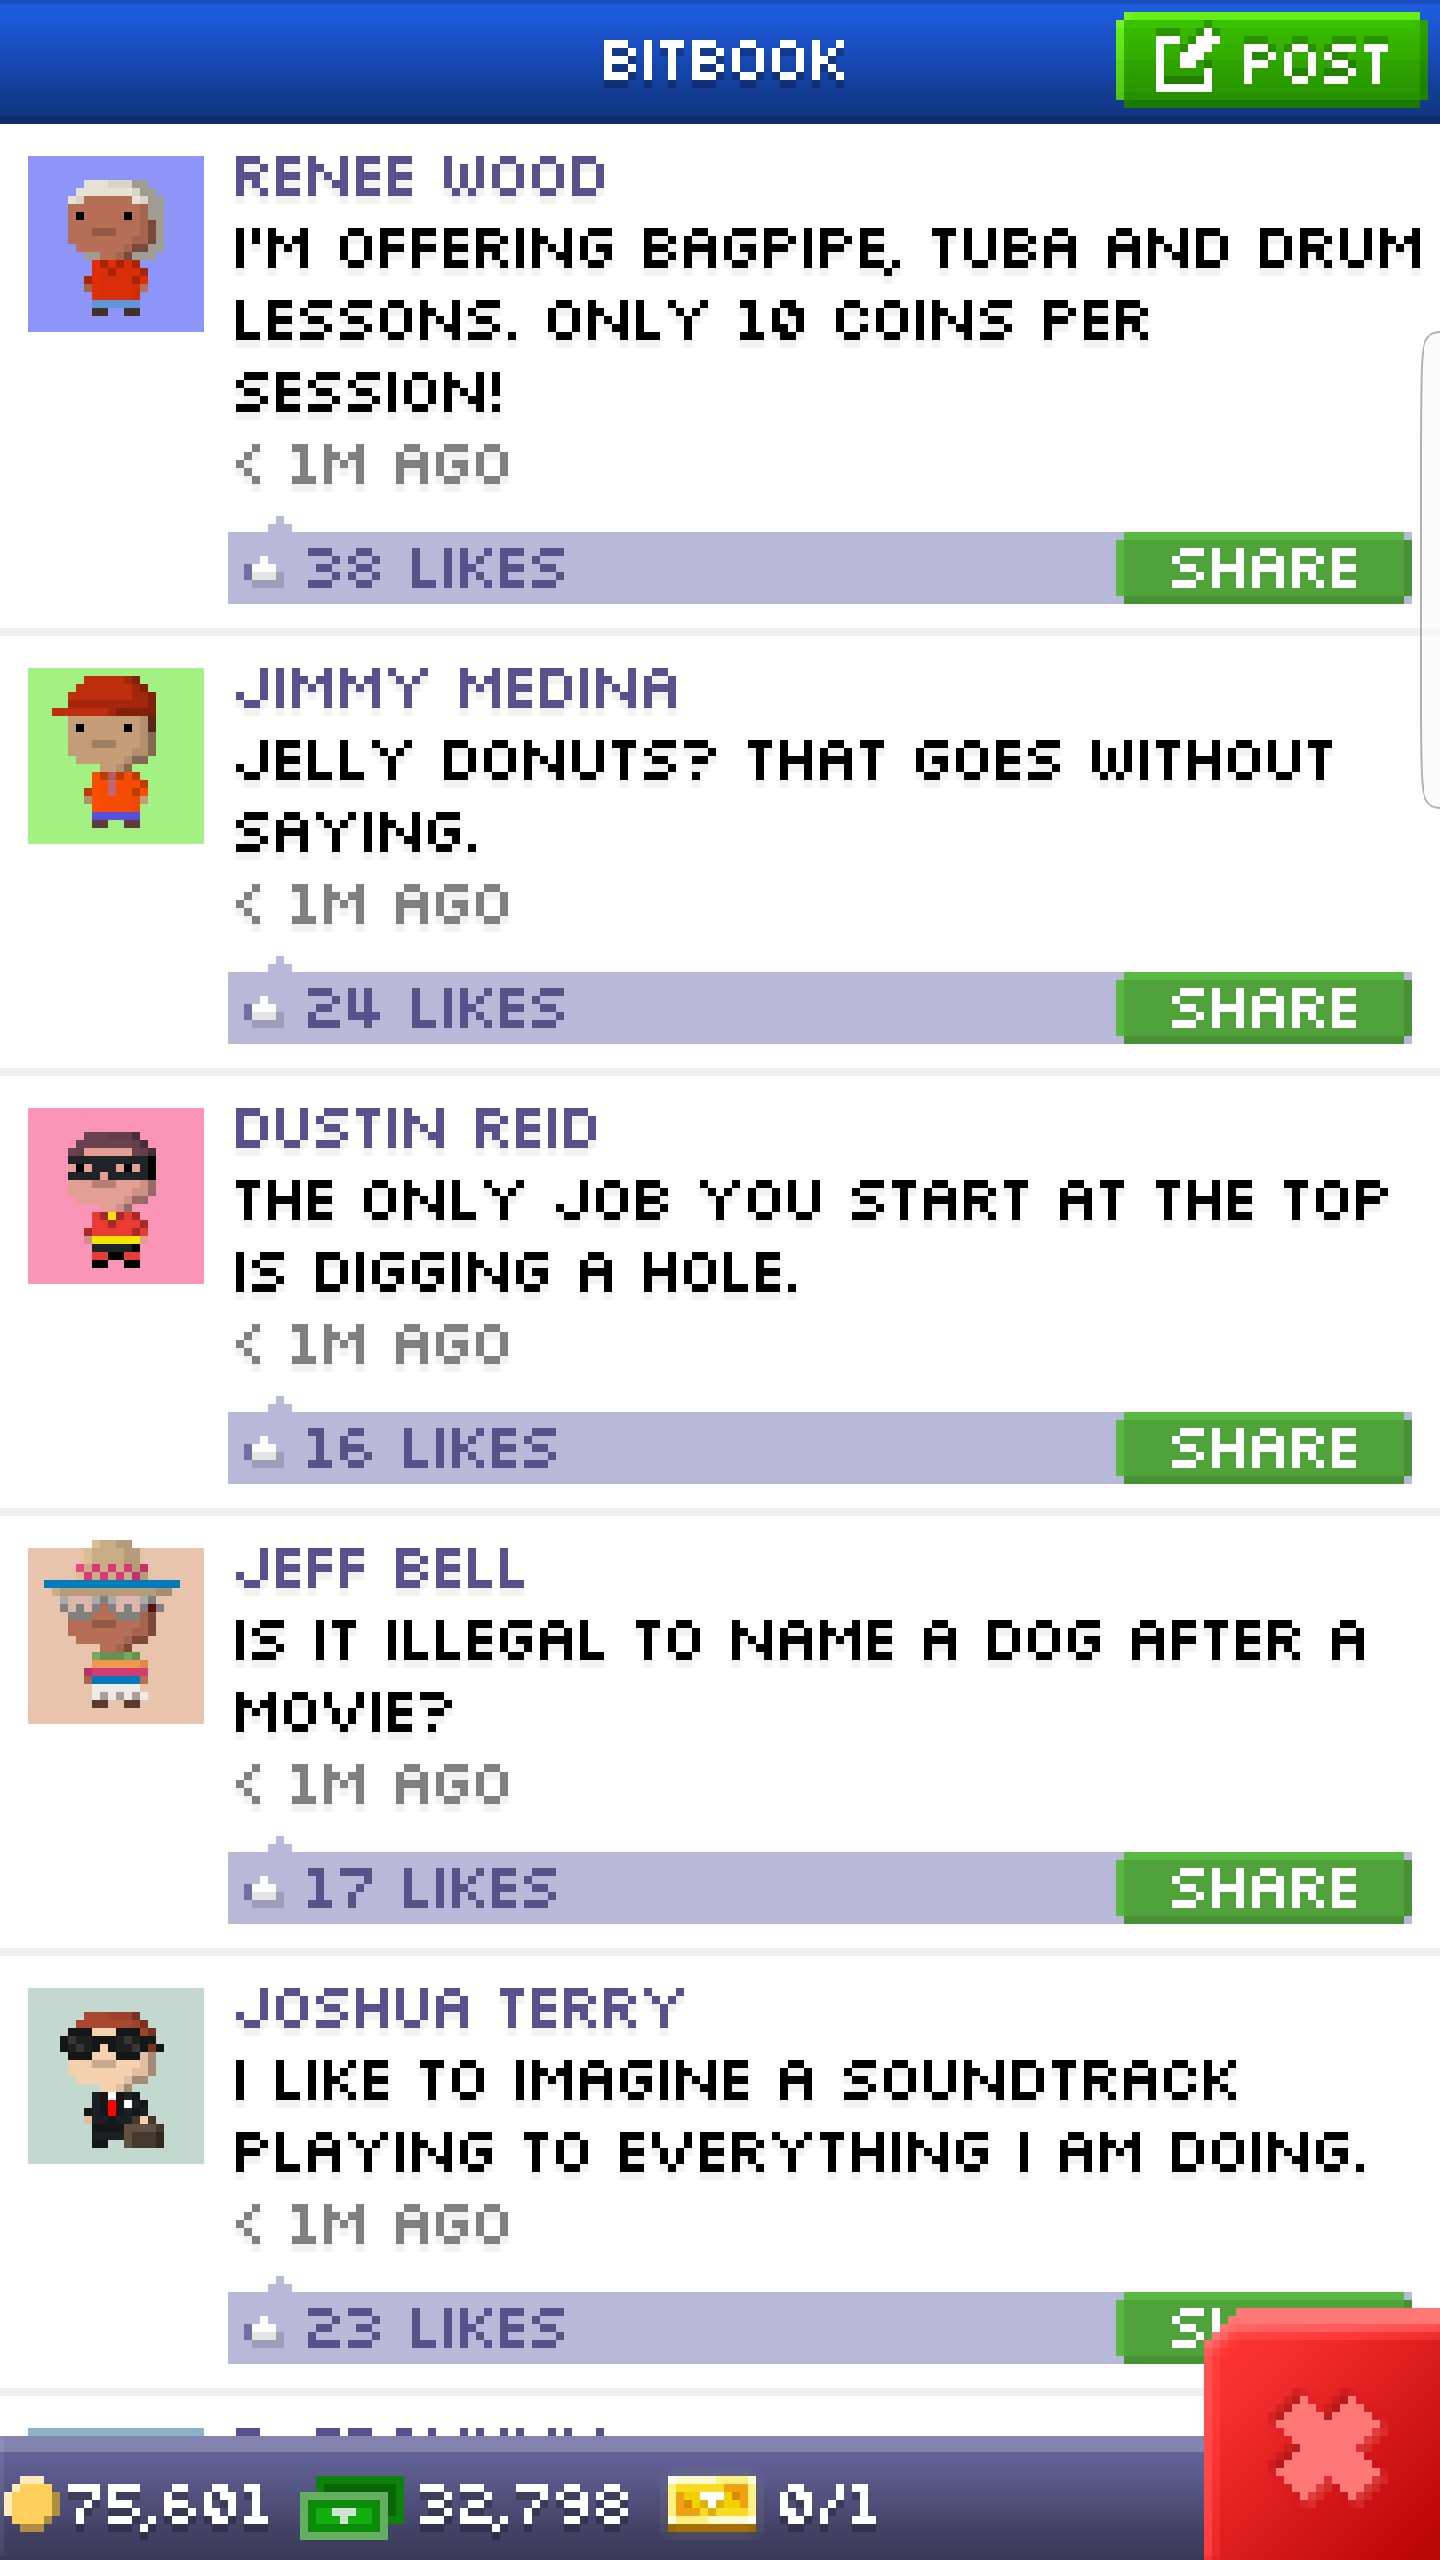 BITBOOK
POST
RENEE WOOD
I'M OFFERING BAGPIPE, TUBA AND DRUM
LESSONS. ONLY 10 COINS PER
SESSION!
< 1M AGO
38 LIKES
SHARE
JIMMY MEDINA
JELLY DONUTS? THAT GOES WITHOUT
SAYING.
< 1M AGO
24 LIKES
SHARE
DUSTIN REID
THE ONLY JOB YOU START AT THE TOP
IS DIGGING A HOLE.
< 1M AGO
16 LIKES
SHARE
JEFF BELL
IS IT ILLEGAL TO NAME A DOG AFTER A
MOVIE?
< 1M AGO
17 LIKES
SHARE
JOSHUA TERRY
I LIKE TO IMAGINE A SOUNDTRACK
PLAYING TO EVERYTHING I AM DOING.
< 1M AGO
23 LIKES
75,601
32,798
0/1